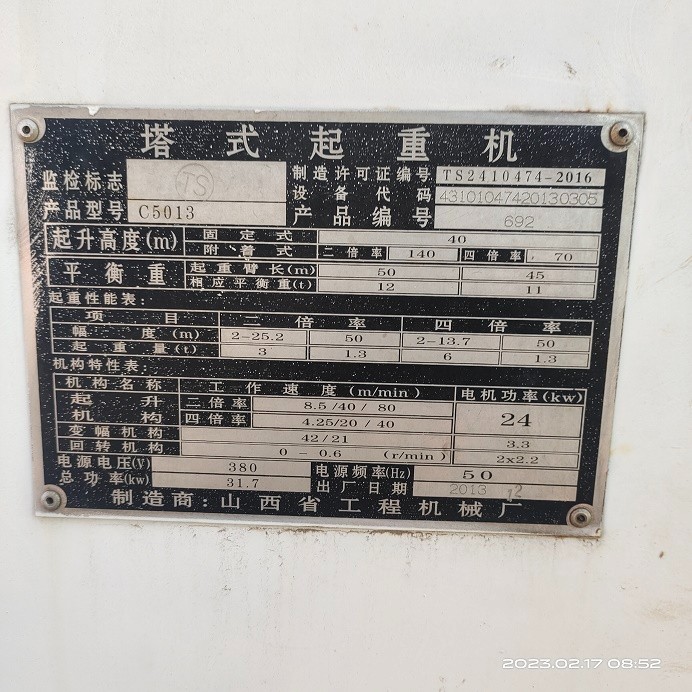 塔式起重机
监检标志 TS 制造许可证编号 TS2410474-2016
设备代码 43101047420130305
产品型号 C5013 产品编号 692
起升高度(m) 固定式 40
附着式 二倍率 140 四倍率 70
平衡重 起重臂长(m) 50 45
相应平衡重(t) 12 11
起重性能表:
项目 二倍率 四倍率
幅度(m) 2-25.2 50 2-13.7 50
起重量(t) 3 1.3 6 1.3
机构特性表:
机构名称 工作速度(m/min) 电机功率(kw)
起升机构 二倍率 8.5/40/80 24
四倍率 4.25/20/40
变幅机构 42/21 3.3
回转机构 0-0.6 (r/min) 2x2.2
电源电压(V) 380 电源频率(Hz) 50
总功率(kw) 31.7 出厂日期 2013 12
制造商:山西省工程机械厂
2023.02.17 08:52